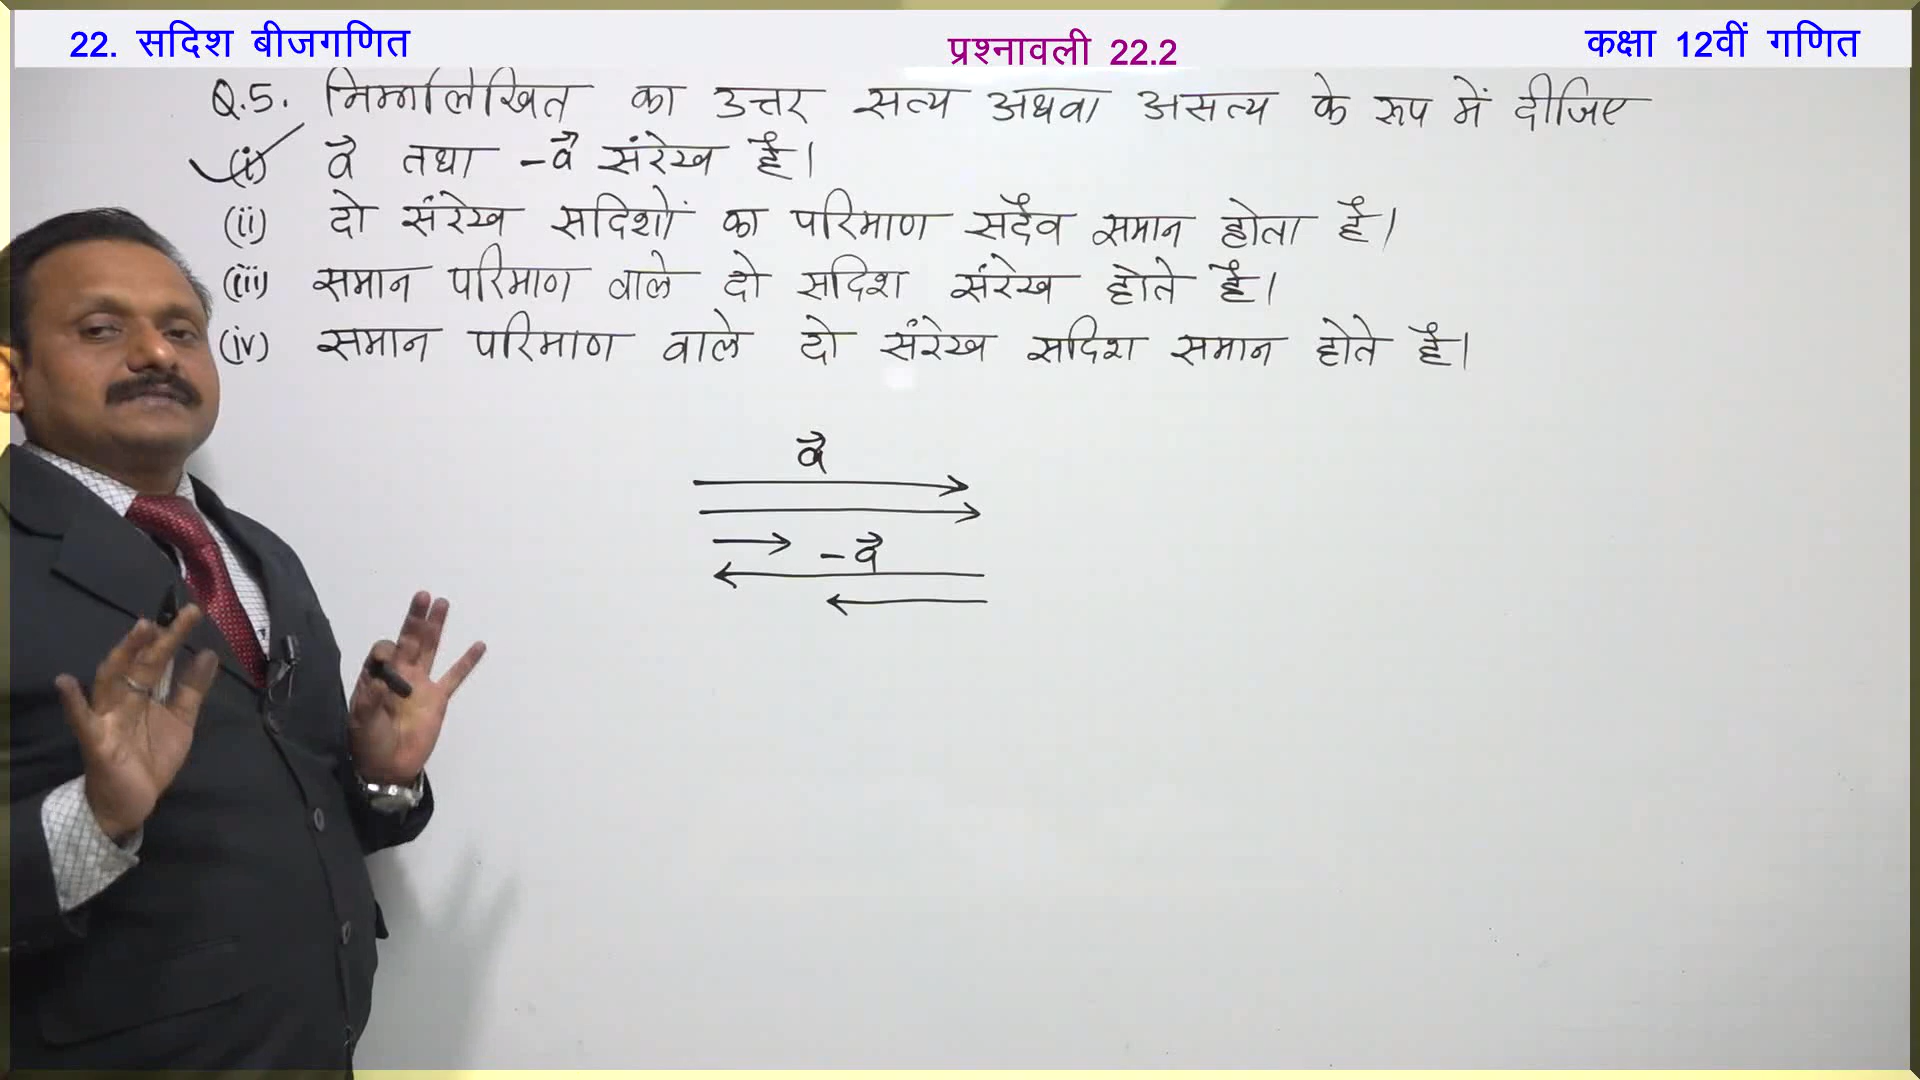 22. सदिश बीजगणित
प्रश्नावली 22.2
कक्षा 12वीं गणित
Q.5. निम्नलिखित का उत्तर सत्य अथवा असत्य के रूप में दीजिए
(i) a⃗ तथा -a⃗ संरेख हैं।
(ii) दो संरेख सदिशों का परिमाण सदैव समान होता है।
(iii) समान परिमाण वाले दो सदिश संरेख होते हैं।
(iv) समान परिमाण वाले दो संरेख सदिश समान होते हैं।
a⃗
-a⃗